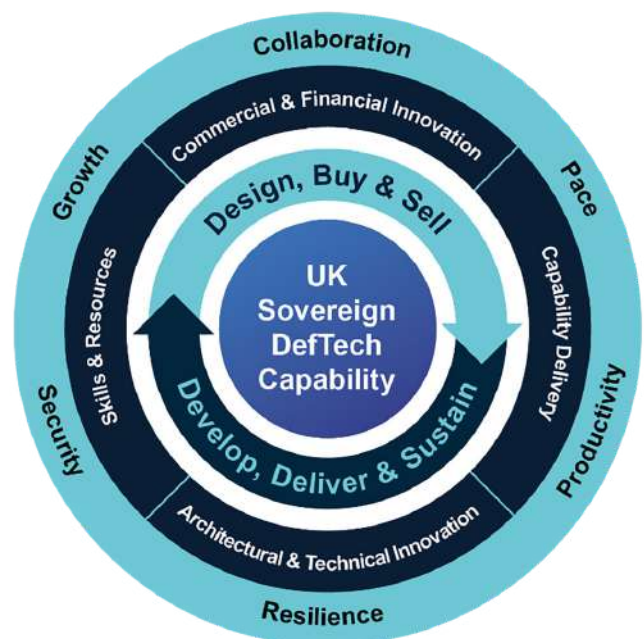 Collaboration
Pace
Productivity
Resilience
Security
Growth
Commercial & Financial Innovation
Capability Delivery
Architectural & Technical Innovation
Skills & Resources
Design, Buy & Sell
Develop, Deliver & Sustain
UK
Sovereign
DefTech
Capability